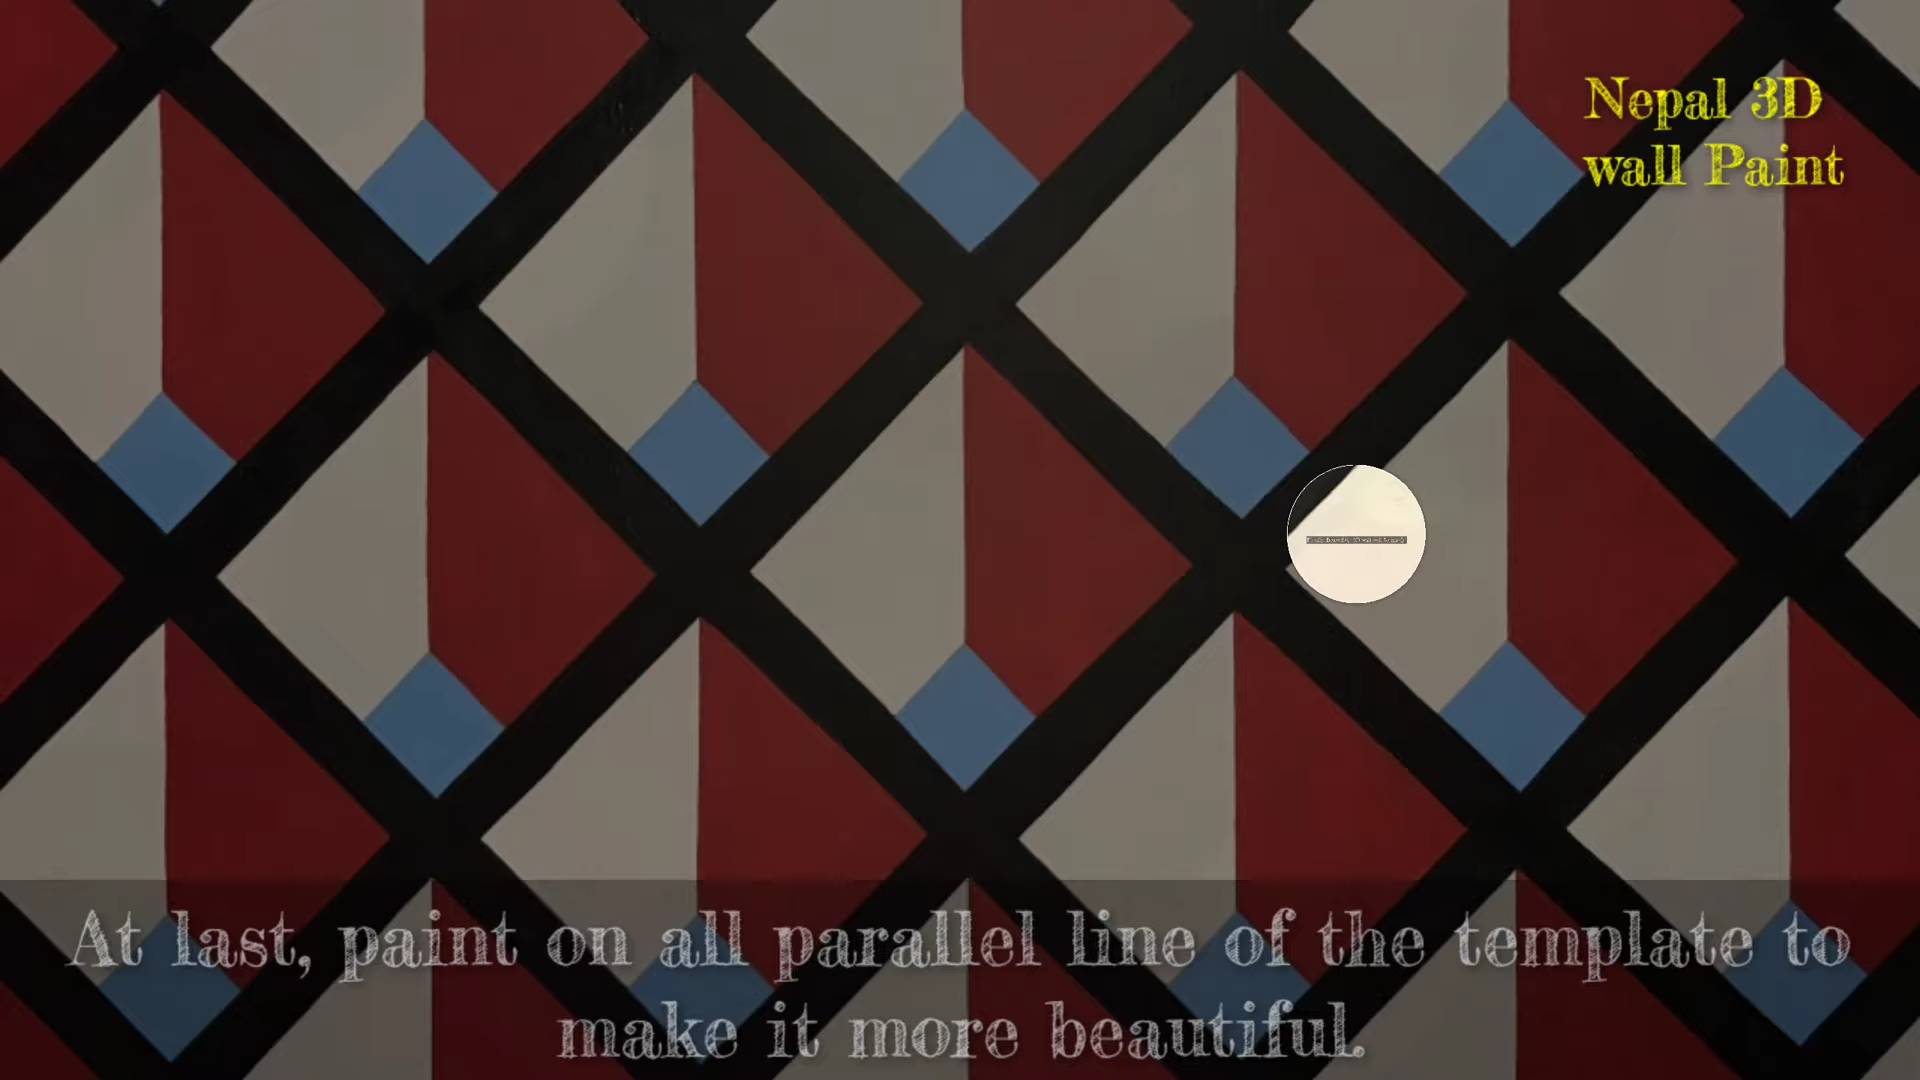 Nepal 3D
wall Paint
At last, paint on all parallel line of the template to
make it more beautiful.